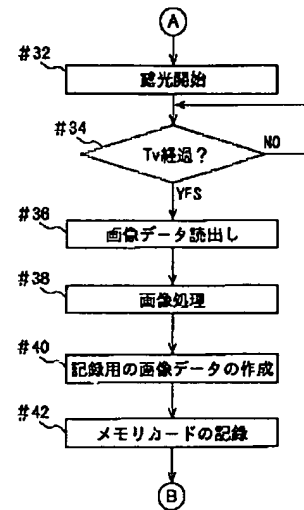 A
#32
露光開始
#34
Tv経過？
NO
YES
#36
画像データ読出し
#38
画像処理
#40
記録用の画像データの作成
#42
メモリカードの記録
B